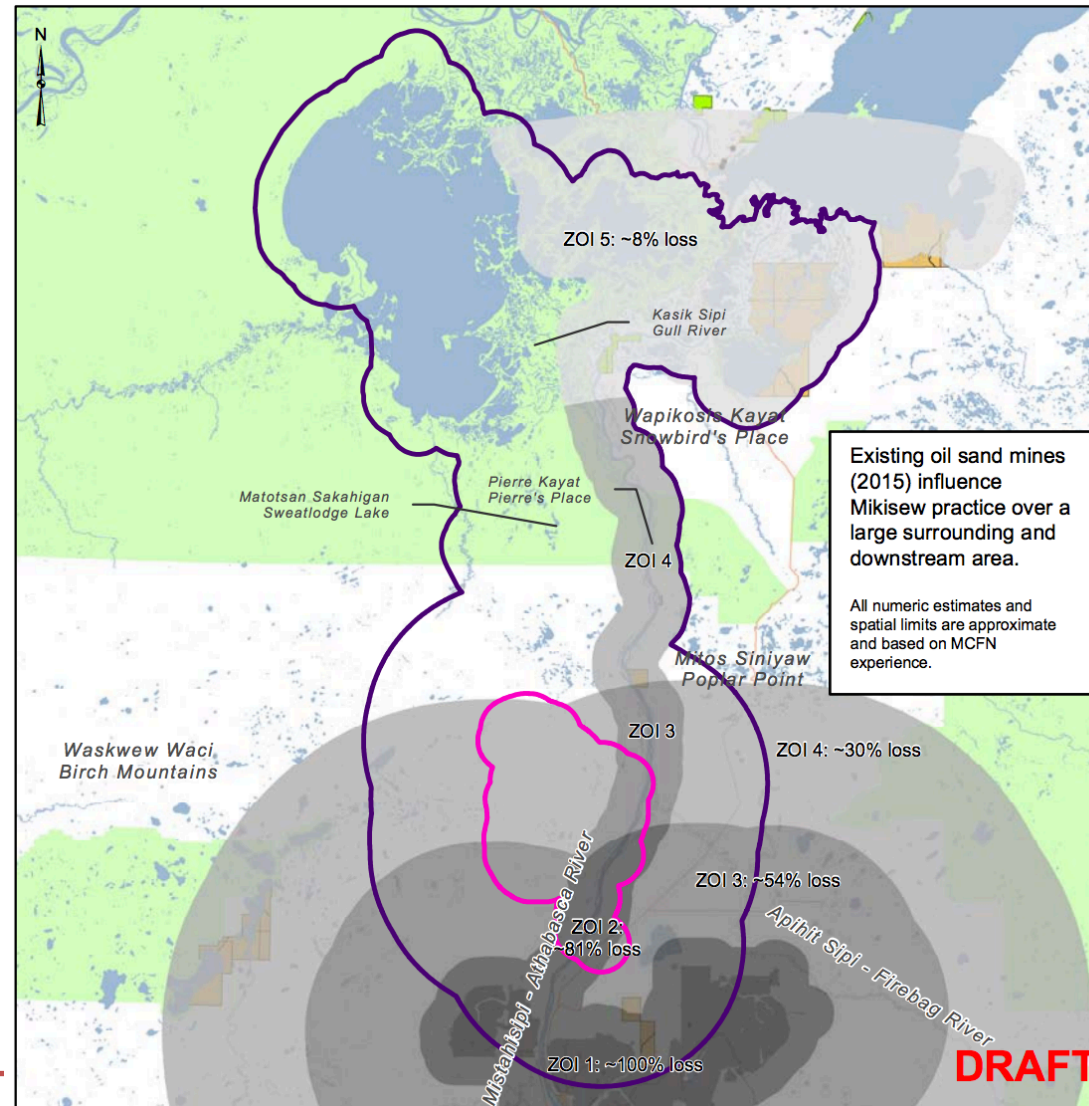 N
ZOI 5: ~8% loss
Kasik Sipi
Gull River
Wapikosis Kayat
Snowbird's Place
Existing oil sand mines
(2015) influence
Mikisew practice over a
large surrounding and
downstream area.
All numeric estimates and
spatial limits are approximate
and based on MCFN
experience.
Pierre Kayat
Pierre's Place
Matotsan Sakahigan
Sweatlodge Lake
ZOI 4
Mitos Siniyaw
Poplar Point
ZOI 3
Waskwew Waci
Birch Mountains
ZOI 4: ~30% loss
ZOI 3: ~54% loss
Mistahisipi - Athabasca River
ZOI 2:
~81% loss
Apihit Sipi - Firebag River
ZOI 1: ~100% loss
DRAFT